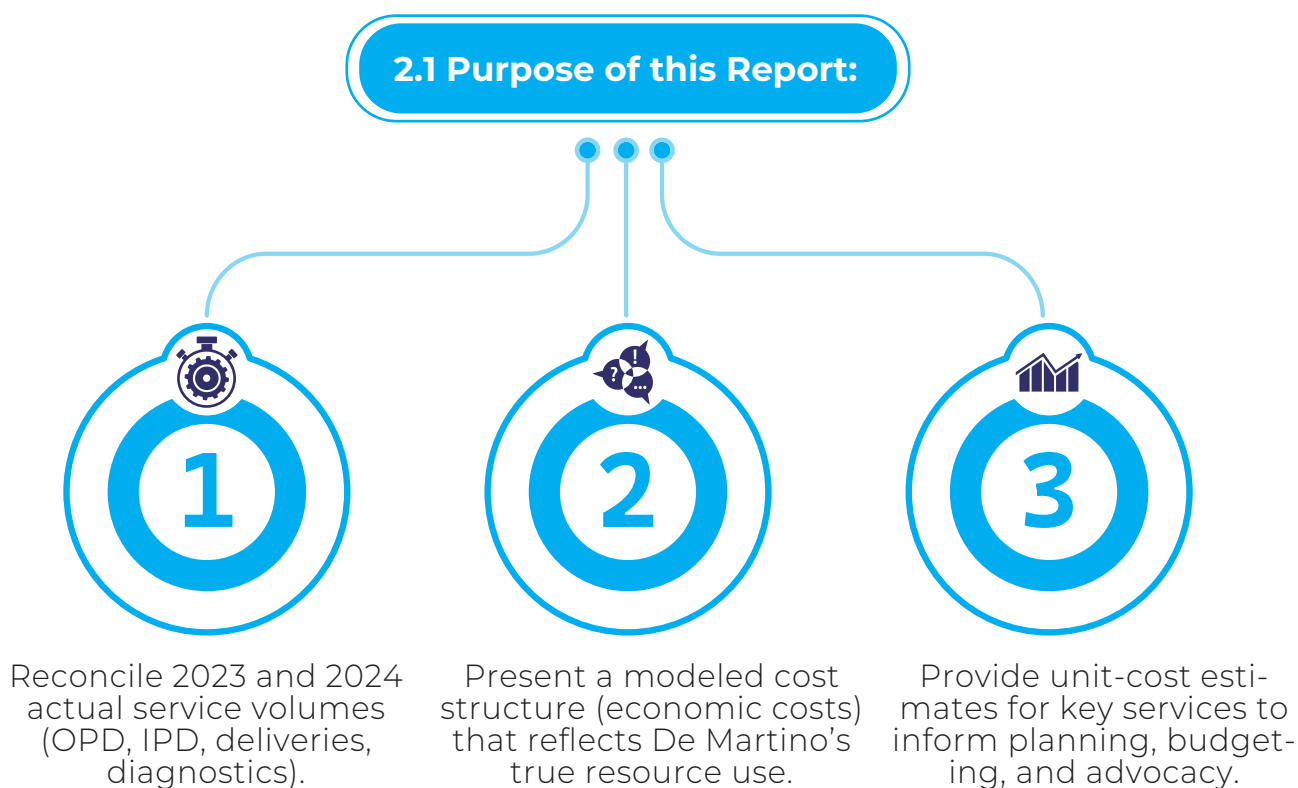 2.1 Purpose of this Report:
1
Reconcile 2023 and 2024
actual service volumes
(OPD, IPD, deliveries,
diagnostics).
2
Present a modeled cost
structure (economic costs)
that reflects De Martino’s
true resource use.
3
Provide unit-cost esti-
mates for key services to
inform planning, budget-
ing, and advocacy.